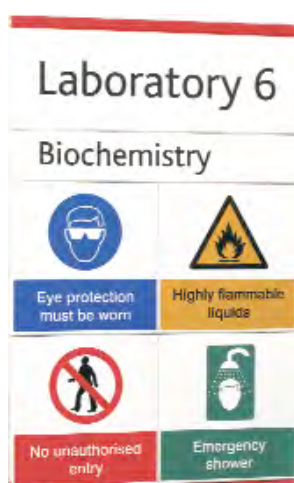 Laboratory 6
Biochemistry
Eye protection
must be worn
Highly flammable
liquids
No unauthorised
entry
Emergency
shower